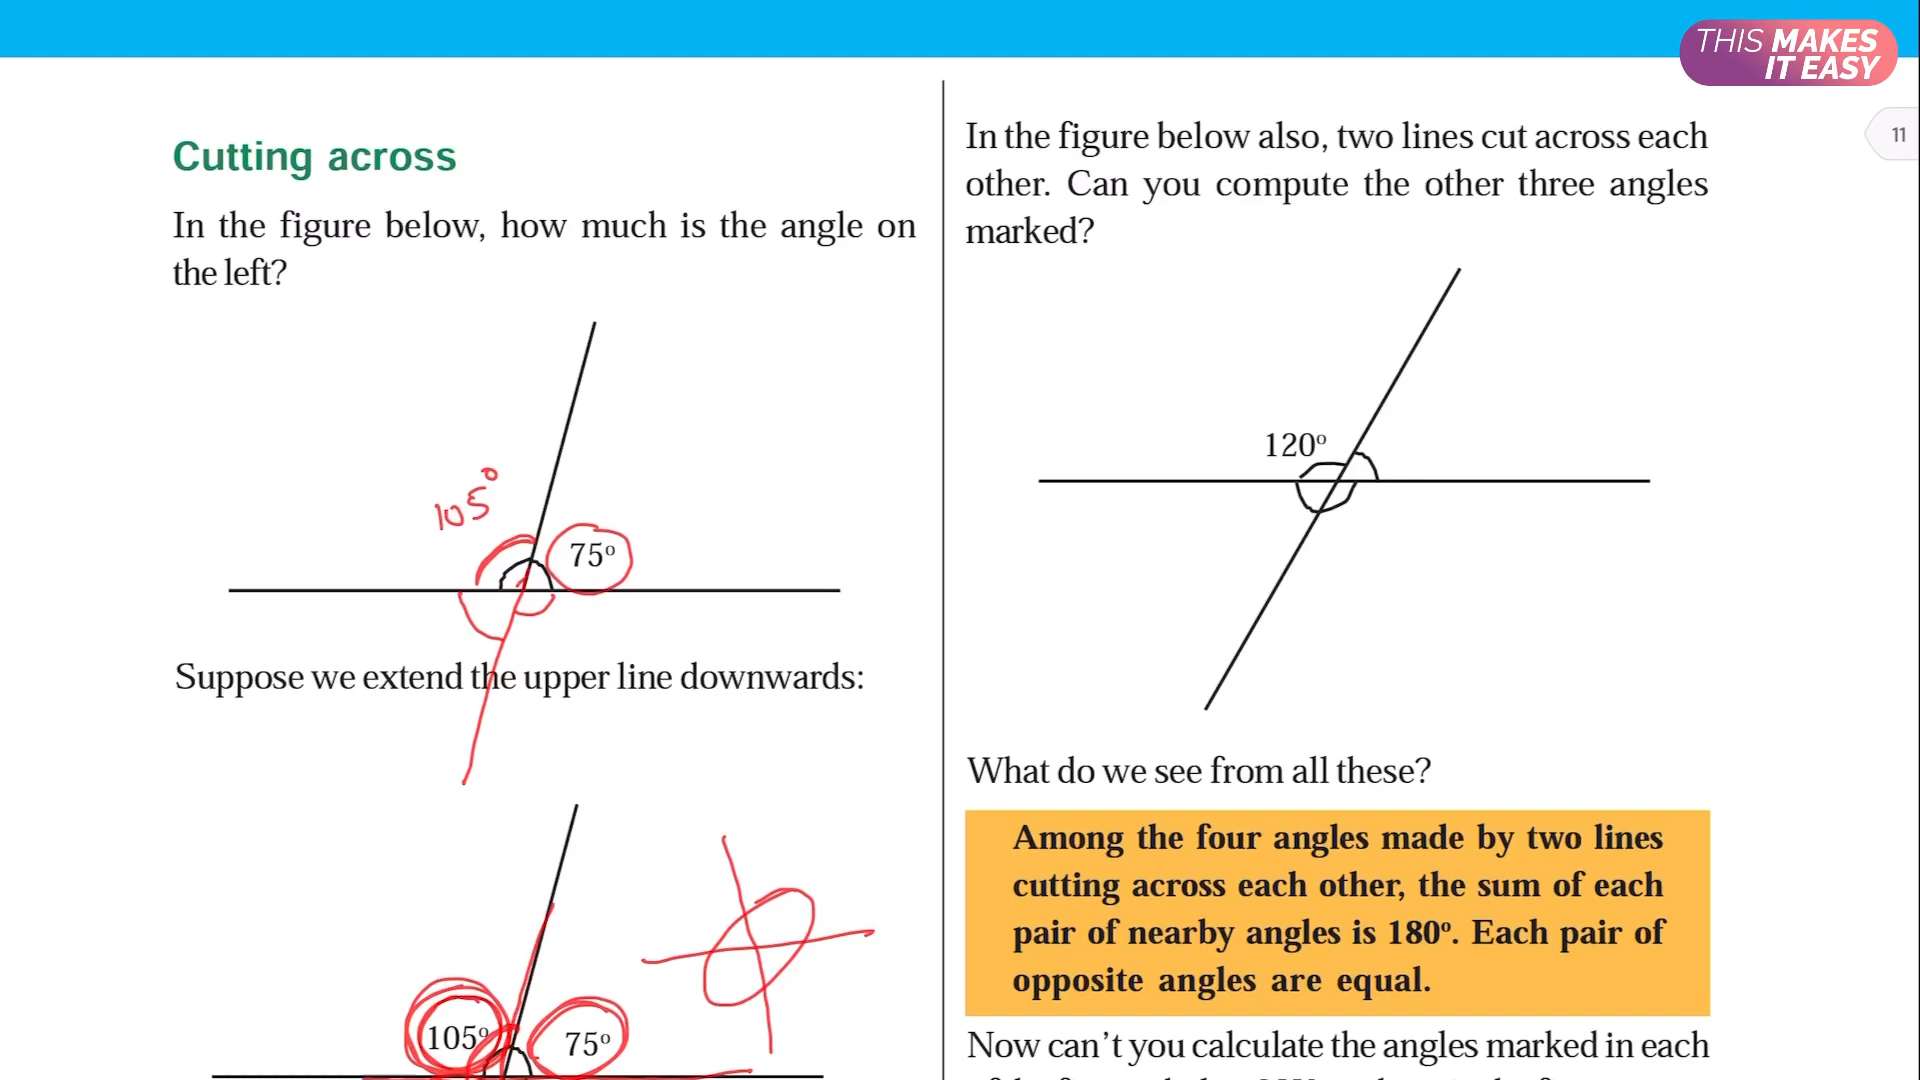 THIS MAKES
IT EASY
11
Cutting across
In the figure below, how much is the angle on
the left?
105°
75°
Suppose we extend the upper line downwards:
105°
75°
In the figure below also, two lines cut across each
other. Can you compute the other three angles
marked?
120°
What do we see from all these?
Among the four angles made by two lines
cutting across each other, the sum of each
pair of nearby angles is 180°. Each pair of
opposite angles are equal.
Now can't you calculate the angles marked in each